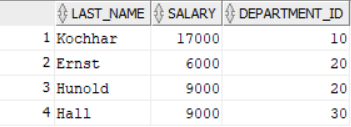 LAST_NAME SALARY DEPARTMENT_ID
1 Kochhar 17000 10
2 Ernst 6000 20
3 Hunold 9000 20
4 Hall 9000 30